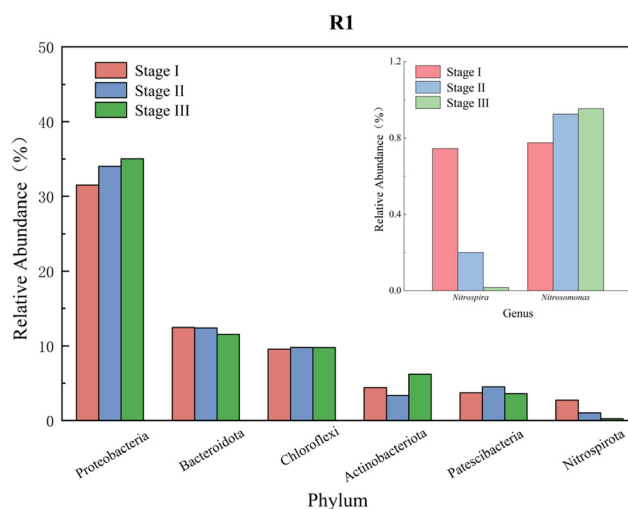 R1
50
40
30
20
10
0
Relative Abundance（%）
Stage I
Stage II
Stage III
Proteobacteria
Bacteroidota
Chloroflexi
Actinobacteriota
Patescibacteria
Nitrospirota
Phylum
1.2
0.8
0.4
0.0
Relative Abundance（%）
Stage I
Stage II
Stage III
Nitrospira
Nitrosomonas
Genus